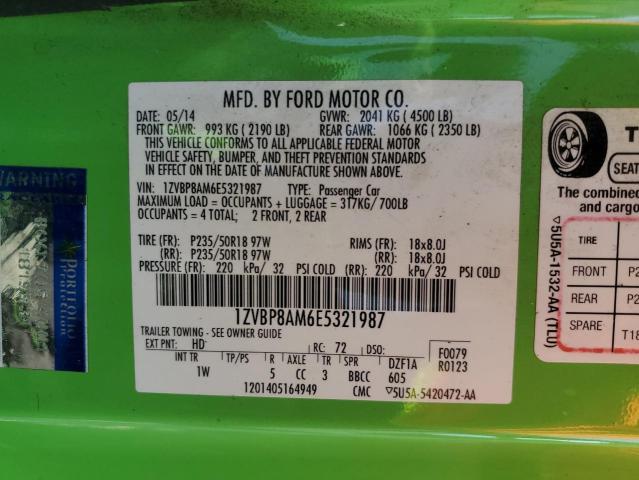 MFD. BY FORD MOTOR CO.
DATE: 05/14 GVWR: 2041 KG ( 4500 LB)
FRONT GAWR: 993 KG ( 2190 LB) REAR GAWR: 1066 KG ( 2350 LB)
THIS VEHICLE CONFORMS TO ALL APPLICABLE FEDERAL MOTOR
VEHICLE SAFETY, BUMPER, AND THEFT PREVENTION STANDARDS
IN EFFECT ON THE DATE OF MANUFACTURE SHOWN ABOVE.
VIN: 1ZVBP8AM6E5321987 TYPE: Passenger Car
MAXIMUM LOAD = OCCUPANTS + LUGGAGE = 317KG/ 700LB
OCCUPANTS = 4 TOTAL; 2 FRONT, 2 REAR
TIRE (FR): P235/50R18 97W RIMS (FR): 18x8.0J
(RR): P235/50R18 97W (RR): 18x8.0J
PRESSURE (FR): 220 kPa/ 32 PSI COLD (RR): 220 kPa/ 32 PSI COLD
1ZVBP8AM6E5321987
TRAILER TOWING - SEE OWNER GUIDE
EXT PNT: HD RC: 72 DSO: F0079
INT TR TP/PS R AXLE TR SPR DZF1A R0123
1W 5 CC 3 BBCC 605
1201405164949 CMC ▽5U5A-5420472-AA
WARNING
PORTFOLIO
Protection
▽5U5A-1532-AA (TLU)
T
SEAT
The combined
and cargo
TIRE
FRONT P2
REAR P2
SPARE T18